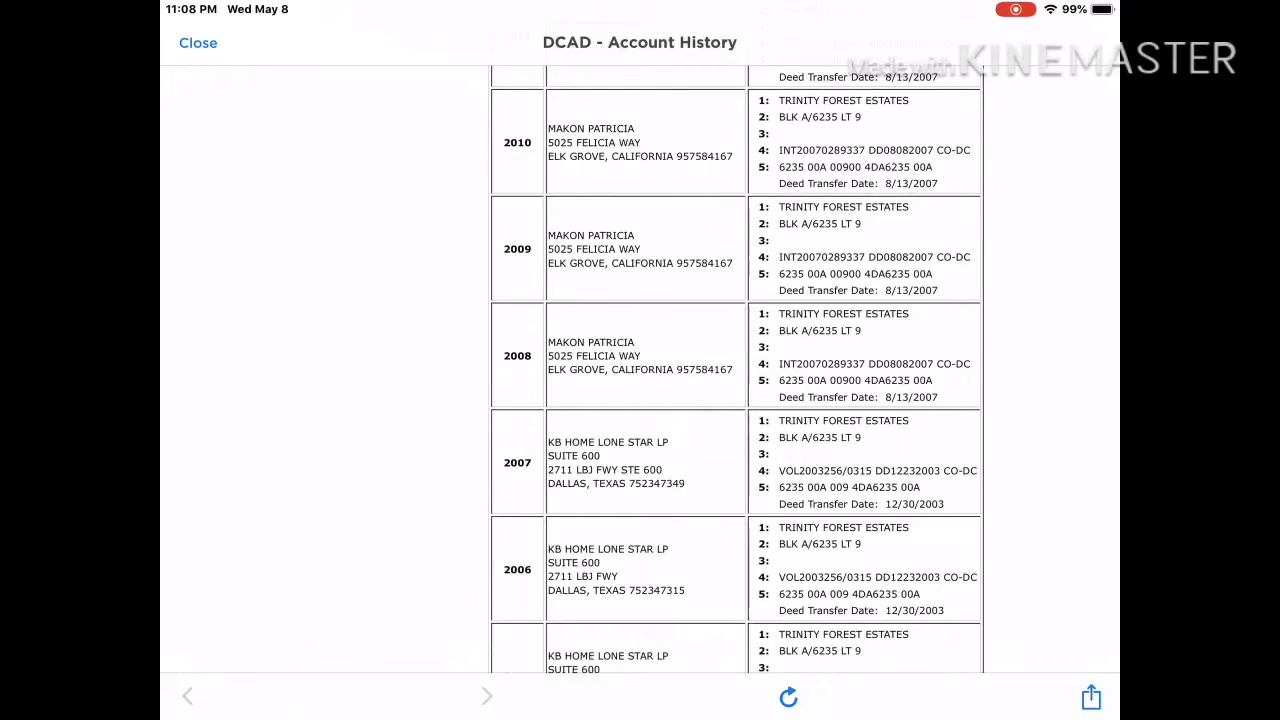 11:08 PM Wed May 8
99%
Close
DCAD - Account History
Made with KINEMASTER
Deed Transfer Date: 8/13/2007
2010
MAKON PATRICIA
5025 FELICIA WAY
ELK GROVE, CALIFORNIA 957584167
1: TRINITY FOREST ESTATES
2: BLK A/6235 LT 9
3:
4: INT20070289337 DD08082007 CO-DC
5: 6235 00A 00900 4DA6235 00A
Deed Transfer Date: 8/13/2007
2009
MAKON PATRICIA
5025 FELICIA WAY
ELK GROVE, CALIFORNIA 957584167
1: TRINITY FOREST ESTATES
2: BLK A/6235 LT 9
3:
4: INT20070289337 DD08082007 CO-DC
5: 6235 00A 00900 4DA6235 00A
Deed Transfer Date: 8/13/2007
2008
MAKON PATRICIA
5025 FELICIA WAY
ELK GROVE, CALIFORNIA 957584167
1: TRINITY FOREST ESTATES
2: BLK A/6235 LT 9
3:
4: INT20070289337 DD08082007 CO-DC
5: 6235 00A 00900 4DA6235 00A
Deed Transfer Date: 8/13/2007
2007
KB HOME LONE STAR LP
SUITE 600
2711 LBJ FWY STE 600
DALLAS, TEXAS 752347349
1: TRINITY FOREST ESTATES
2: BLK A/6235 LT 9
3:
4: VOL2003256/0315 DD12232003 CO-DC
5: 6235 00A 009 4DA6235 00A
Deed Transfer Date: 12/30/2003
2006
KB HOME LONE STAR LP
SUITE 600
2711 LBJ FWY
DALLAS, TEXAS 752347315
1: TRINITY FOREST ESTATES
2: BLK A/6235 LT 9
3:
4: VOL2003256/0315 DD12232003 CO-DC
5: 6235 00A 009 4DA6235 00A
Deed Transfer Date: 12/30/2003
KB HOME LONE STAR LP
SUITE 600
1: TRINITY FOREST ESTATES
2: BLK A/6235 LT 9
3: